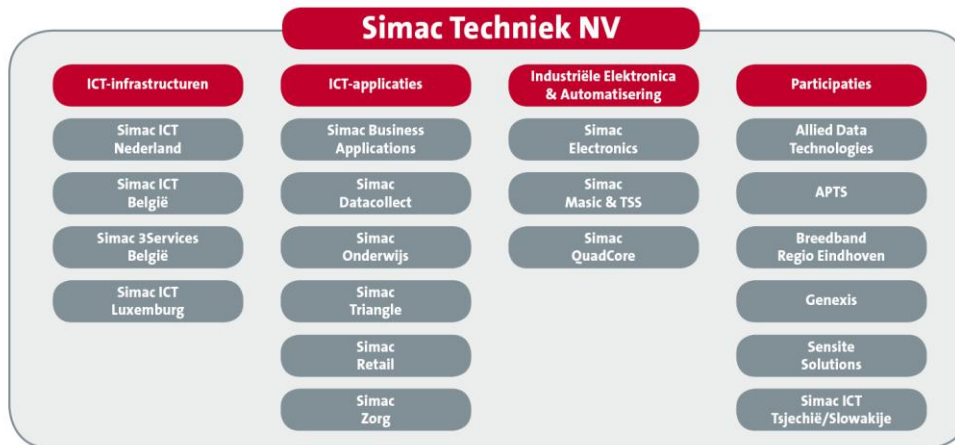 Simac Techniek NV
ICT-infrastructuren
Simac ICT
Nederland
Simac ICT
België
Simac 3Services
België
Simac ICT
Luxemburg
ICT-applicaties
Simac Business
Applications
Simac
Datacollect
Simac
Onderwijs
Simac
Triangle
Simac
Retail
Simac
Zorg
Industriële Elektronica
& Automatisering
Simac
Electronics
Simac
Masic & TSS
Simac
QuadCore
Participaties
Allied Data
Technologies
APTS
Breedband
Regio Eindhoven
Genexis
Sensite
Solutions
Simac ICT
Tsjechië/Slowakije